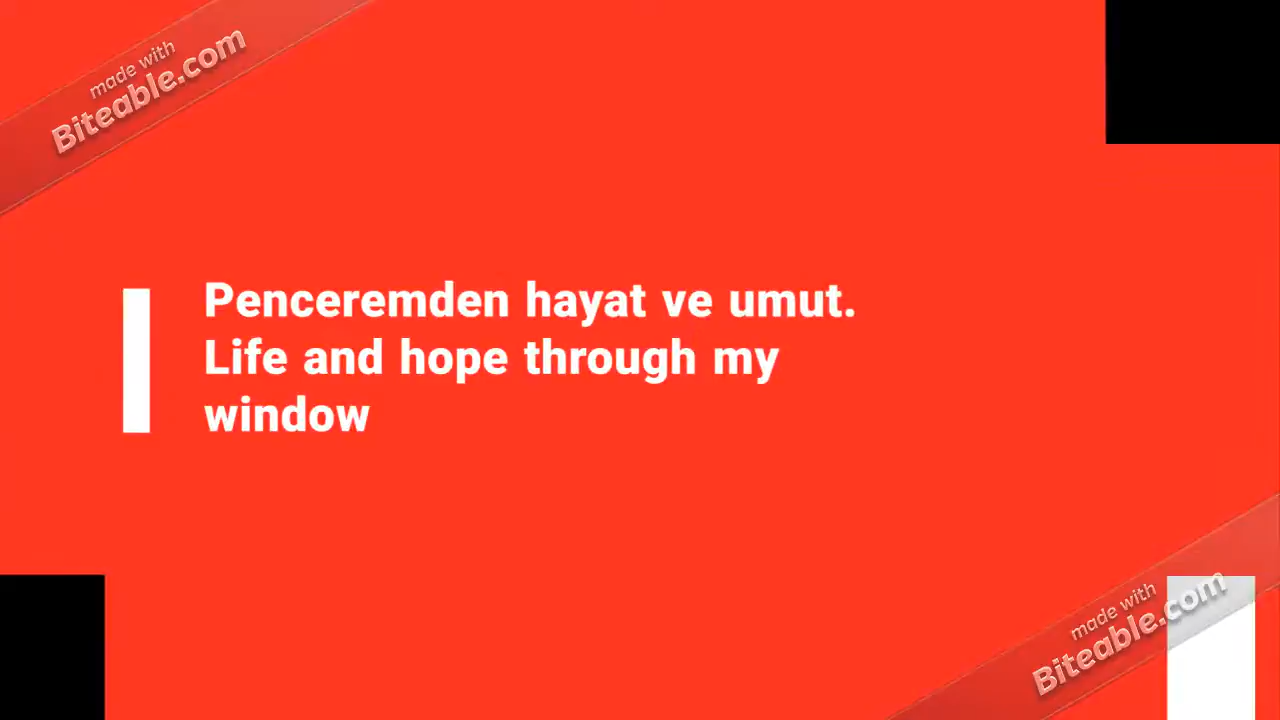 made with
Biteable.com
Penceremden hayat ve umut.
Life and hope through my
window
made with
Biteable.com